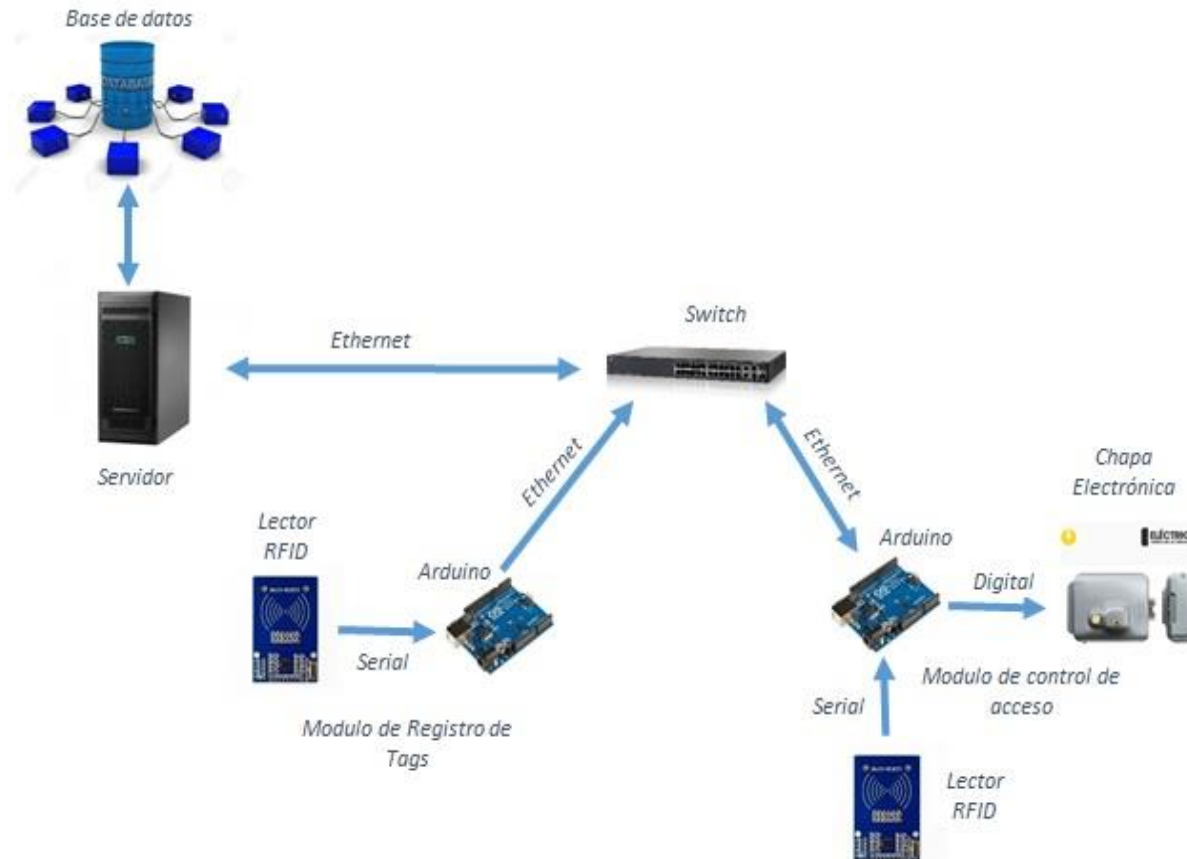 Base de datos
DATABASE
Ethernet
Switch
Servidor
Ethernet
Ethernet
Chapa
Electrónica
Lector
RFID
Arduino
Arduino
Digital
Serial
Modulo de control de
acceso
Modulo de Registro de
Tags
Serial
Lector
RFID